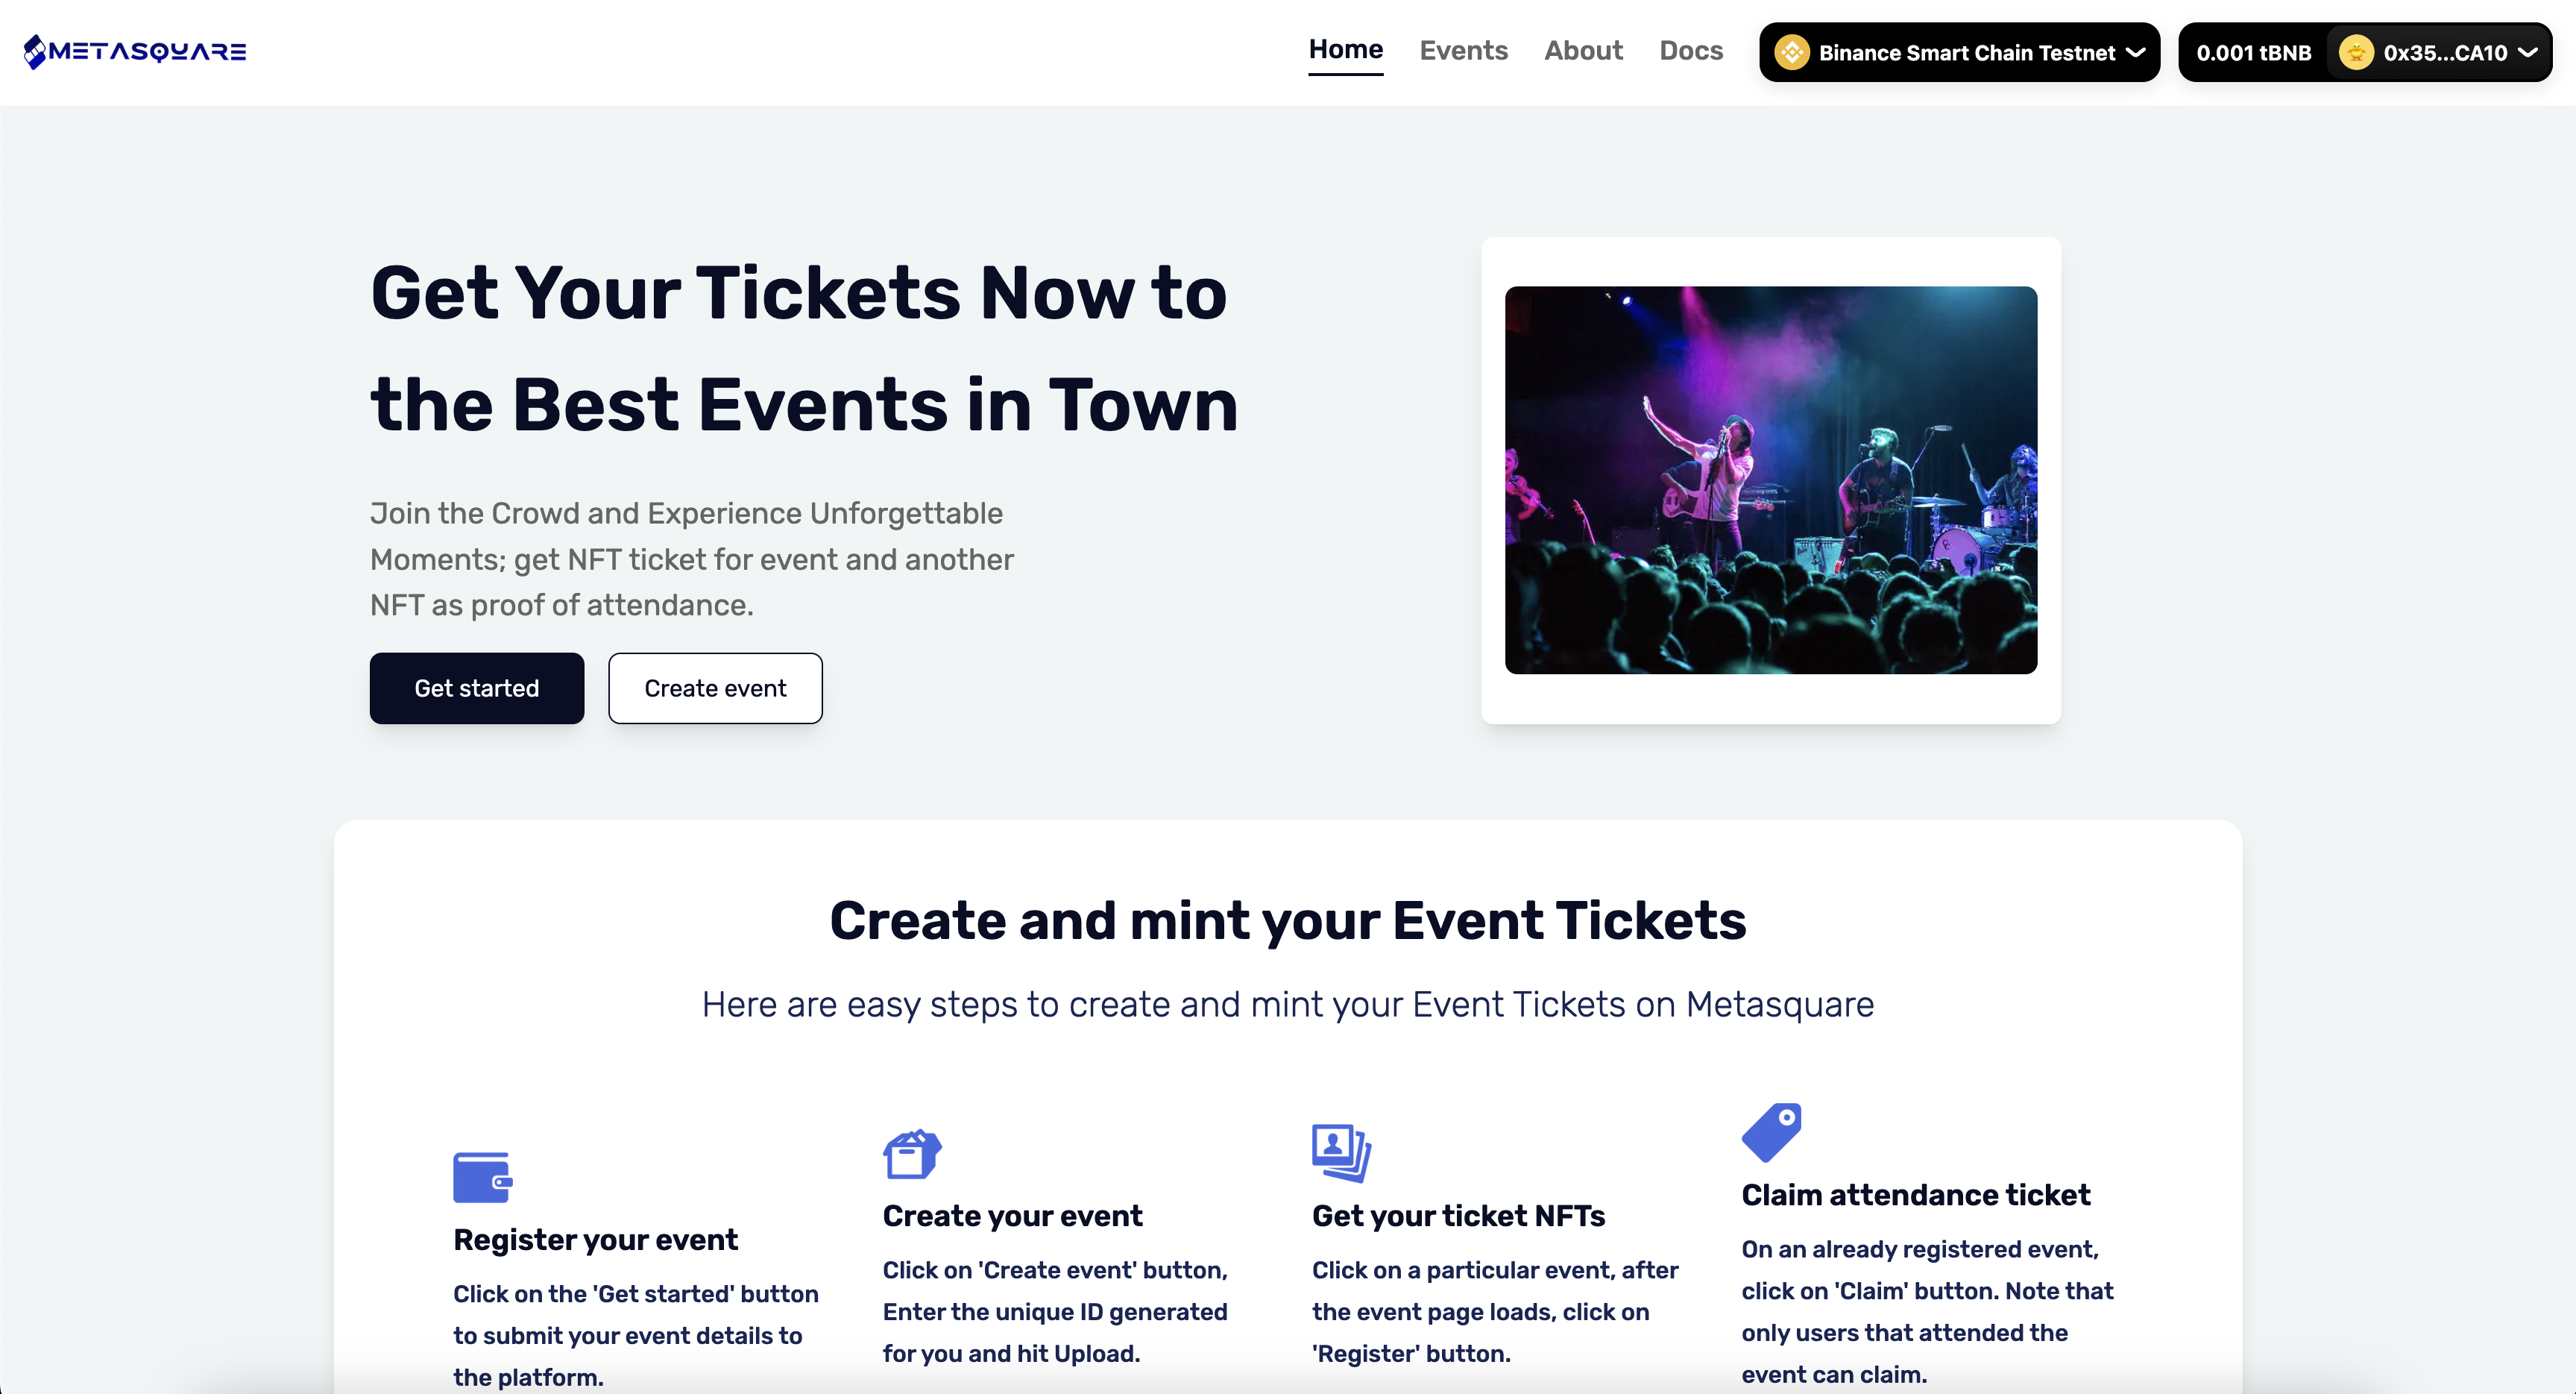 METASQUARE
Home
Events
About
Docs
Binance Smart Chain Testnet
0.001 tBNB
0x35...CA10
Get Your Tickets Now to
the Best Events in Town
Join the Crowd and Experience Unforgettable
Moments; get NFT ticket for event and another
NFT as proof of attendance.
Get started
Create event
Create and mint your Event Tickets
Here are easy steps to create and mint your Event Tickets on Metasquare
Register your event
Click on the 'Get started' button
to submit your event details to
the platform.
Create your event
Click on 'Create event' button,
Enter the unique ID generated
for you and hit Upload.
Get your ticket NFTs
Click on a particular event, after
the event page loads, click on
'Register' button.
Claim attendance ticket
On an already registered event,
click on 'Claim' button. Note that
only users that attended the
event can claim.